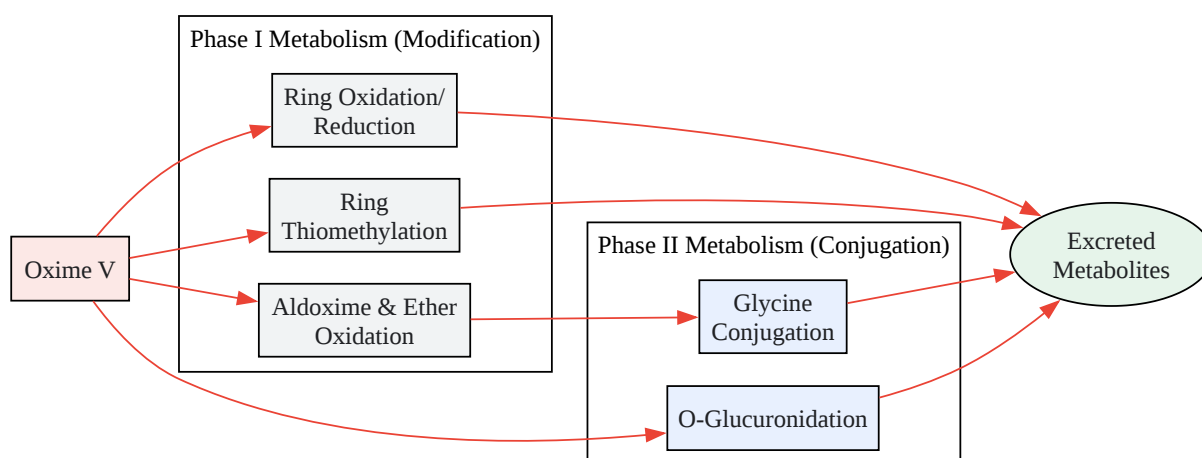 Phase I Metabolism (Modification)
Ring Oxidation/
Reduction
Ring
Thiomethylation
Oxime V
Aldoxime & Ether
Oxidation
Phase II Metabolism (Conjugation)
Glycine
Conjugation
O-Glucuronidation
Excreted
Metabolites